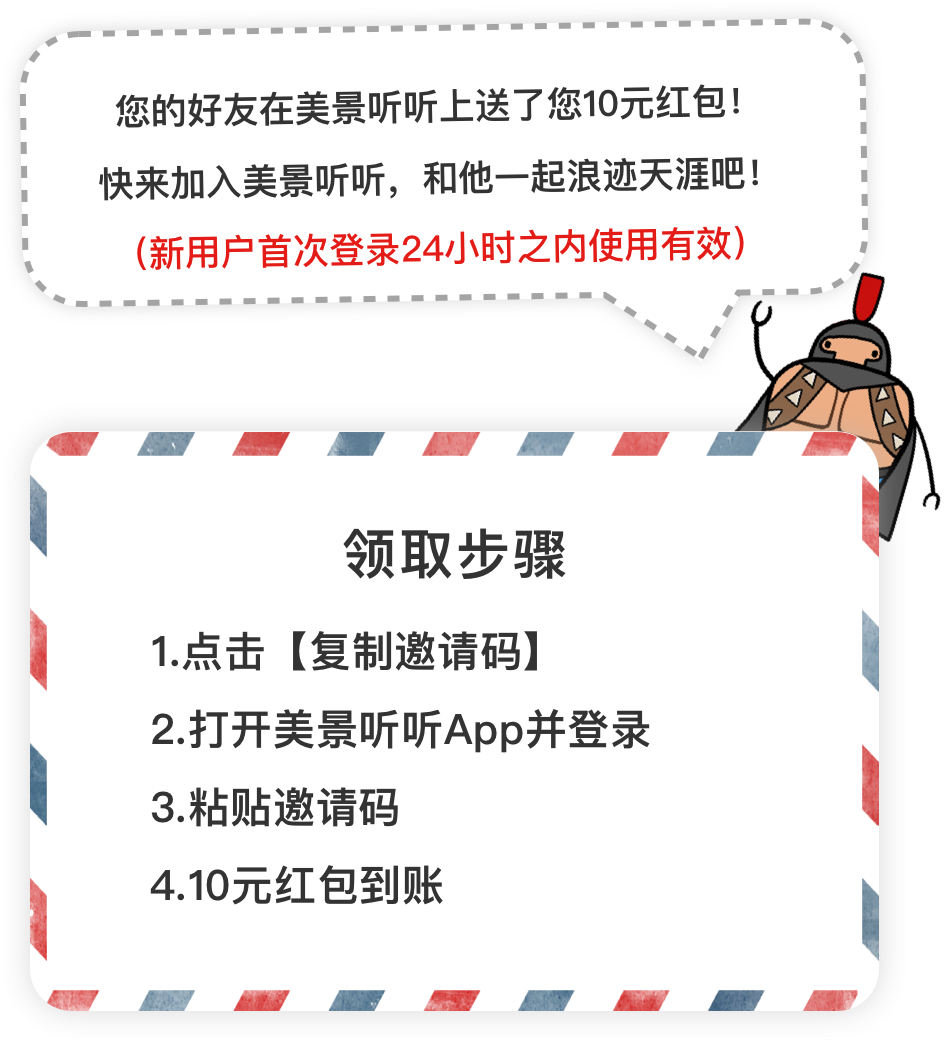 您的好友在美景听听上送了您10元红包！
快来加入美景听听，和他一起浪迹天涯吧！
（新用户首次登录24小时之内使用有效）
领取步骤
1.点击【复制邀请码】
2.打开美景听听App并登录
3.粘贴邀请码
4.10元红包到账